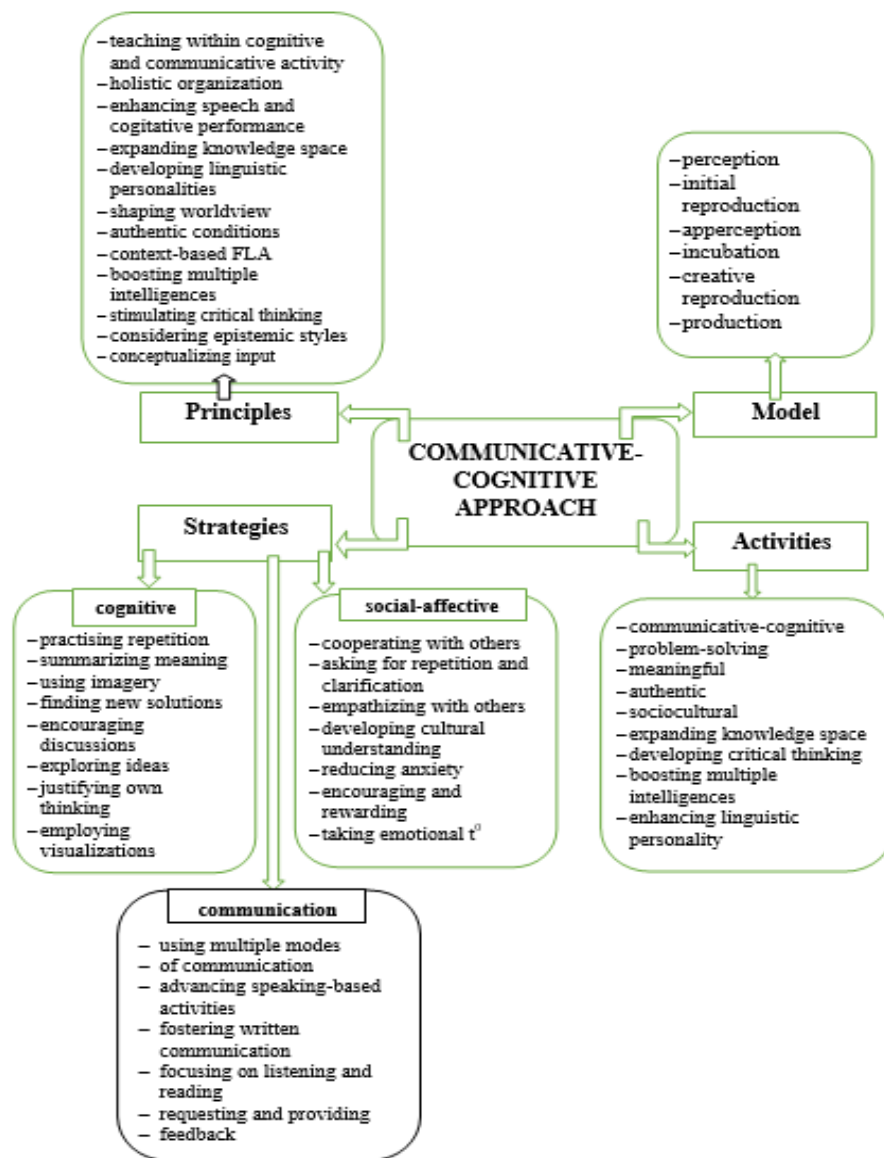 – teaching within cognitive
and communicative activity
– holistic organization
– enhancing speech and
cogitative performance
– expanding knowledge space
– developing linguistic
personalities
– shaping worldview
– authentic conditions
– context-based FLA
– boosting multiple
intelligences
– stimulating critical thinking
– considering epistemic styles
– conceptualizing input
Principles
– perception
– initial
reproduction
– apperception
– incubation
– creative
reproduction
– production
Model
COMMUNICATIVE-
COGNITIVE
APPROACH
Strategies
cognitive
– practising repetition
– summarizing meaning
– using imagery
– finding new solutions
– encouraging
discussions
– exploring ideas
– justifying own
thinking
– employing
visualizations
social-affective
– cooperating with others
– asking for repetition and
clarification
– empathizing with others
– developing cultural
understanding
– reducing anxiety
– encouraging and
rewarding
– taking emotional t°
communication
– using multiple modes
– of communication
– advancing speaking-based
activities
– fostering written
communication
– focusing on listening and
reading
– requesting and providing
– feedback
Activities
– communicative-cognitive
– problem-solving
– meaningful
– authentic
– sociocultural
– expanding knowledge space
– developing critical thinking
– boosting multiple
intelligences
– enhancing linguistic
personality